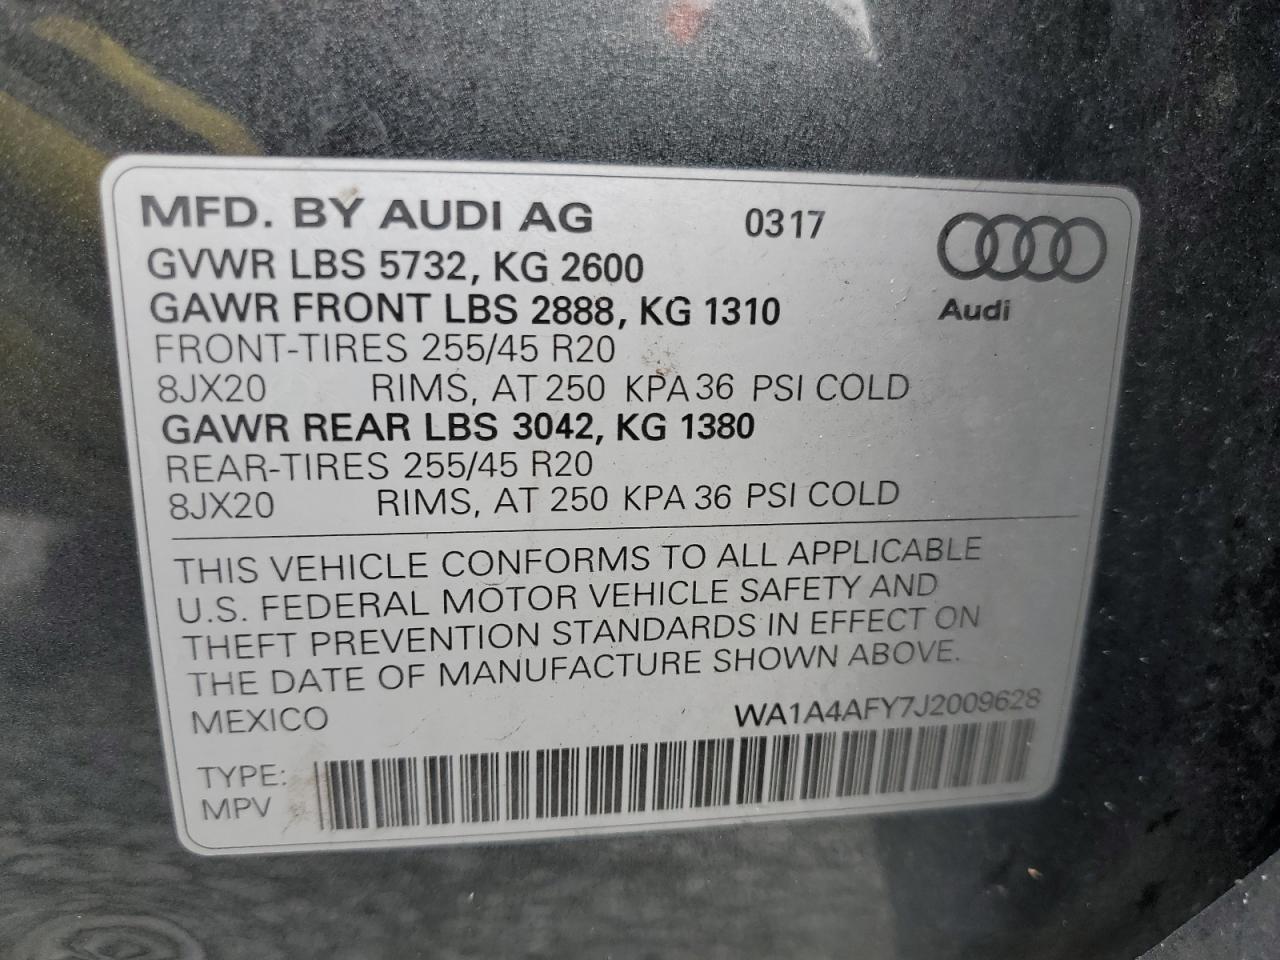 MFD. BY AUDI AG 0317
GVWR LBS 5732, KG 2600
GAWR FRONT LBS 2888, KG 1310
Audi
FRONT-TIRES 255/45 R20
8JX20 RIMS, AT 250 KPA 36 PSI COLD
GAWR REAR LBS 3042, KG 1380
REAR-TIRES 255/45 R20
8JX20 RIMS, AT 250 KPA 36 PSI COLD
THIS VEHICLE CONFORMS TO ALL APPLICABLE
U.S. FEDERAL MOTOR VEHICLE SAFETY AND
THEFT PREVENTION STANDARDS IN EFFECT ON
THE DATE OF MANUFACTURE SHOWN ABOVE.
MEXICO WA1A4AFY7J2009628
TYPE:
MPV